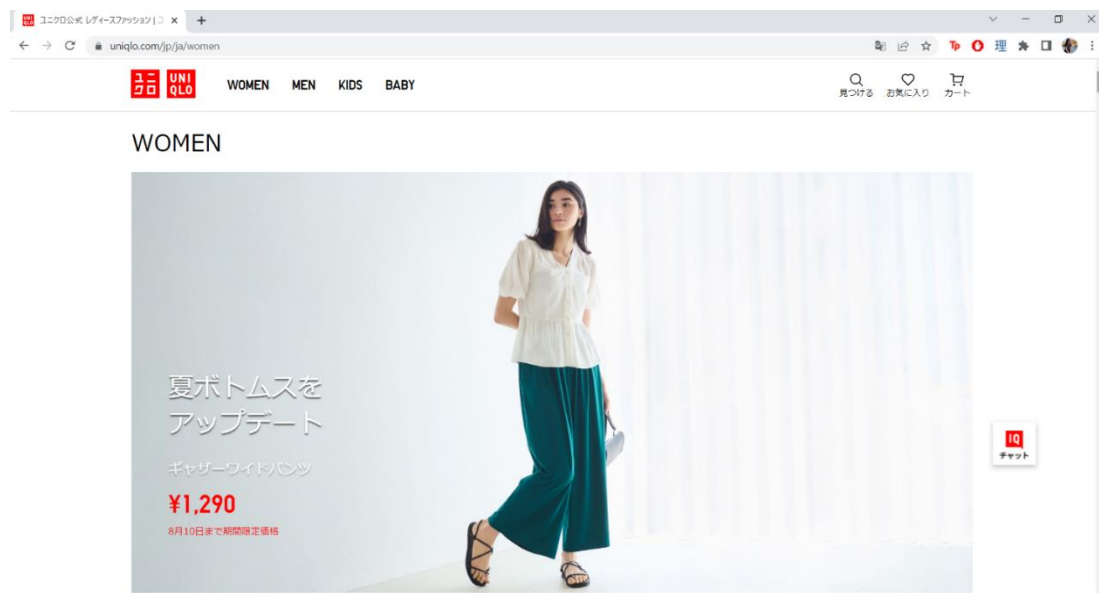 ユニクロ公式 レディースファッション | ユ
uniqlo.com/jp/ja/women
Tp
理
ユニ
クロ
UNI
QLO
WOMEN MEN KIDS BABY
見つける お気に入り カート
WOMEN
夏ボトムスを
アップデート
ギャザーワイドパンツ
¥1,290
8月10日まで期間限定価格
IQ
チャット